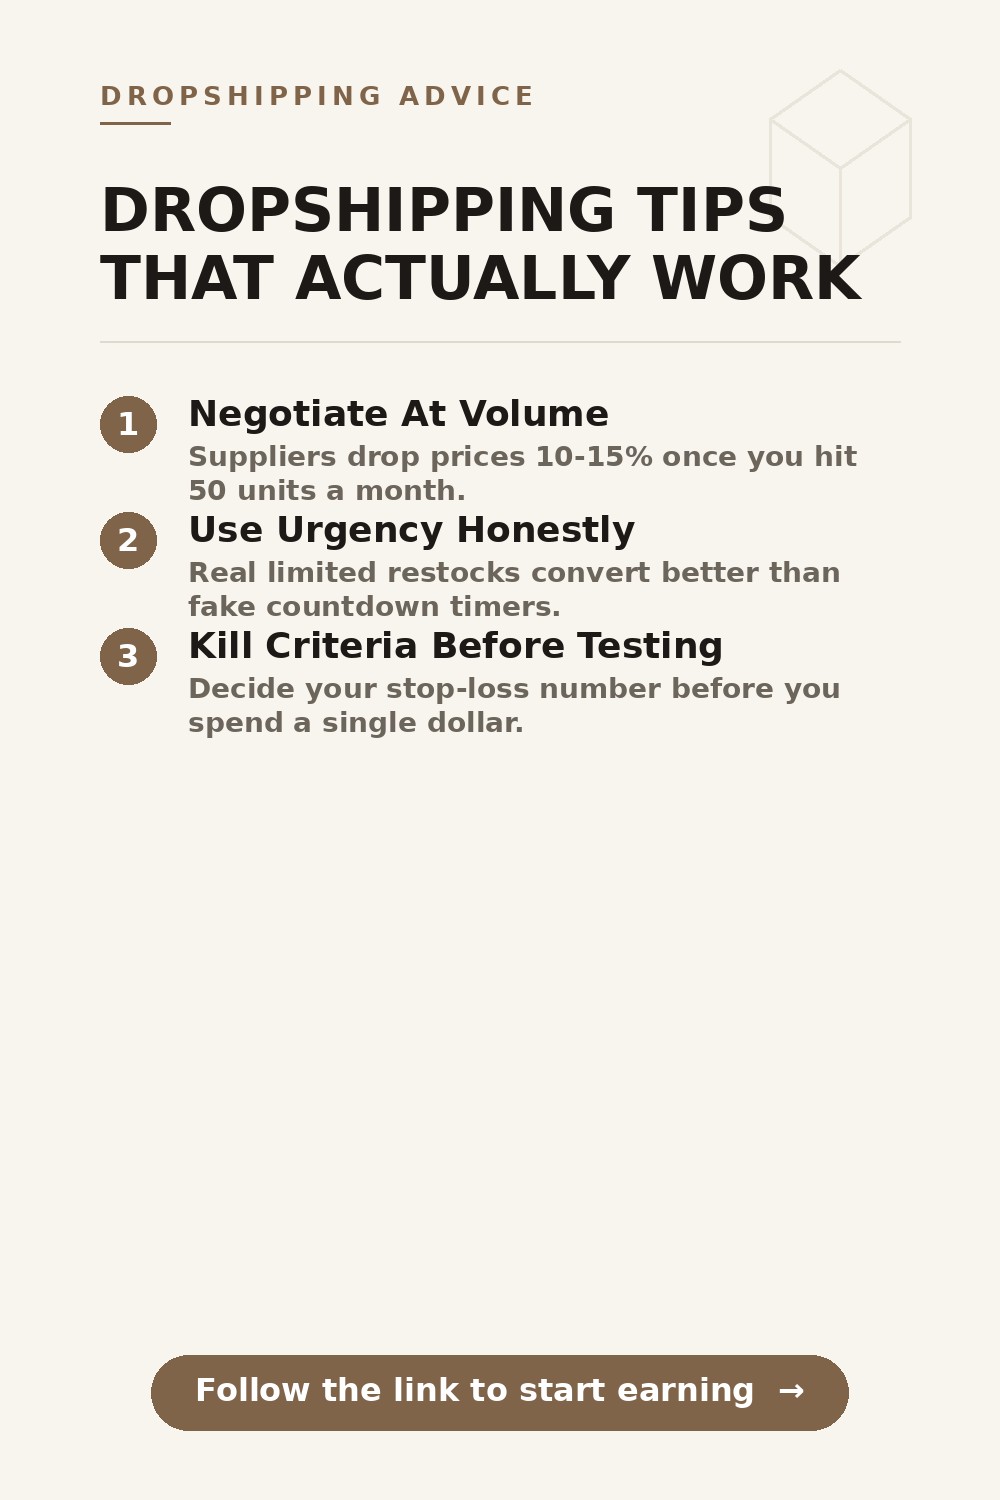 DROPSHIPPING ADVICE
DROPSHIPPING TIPS
THAT ACTUALLY WORK
1
Negotiate At Volume
Suppliers drop prices 10-15% once you hit
50 units a month.
2
Use Urgency Honestly
Real limited restocks convert better than
fake countdown timers.
3
Kill Criteria Before Testing
Decide your stop-loss number before you
spend a single dollar.
Follow the link to start earning →